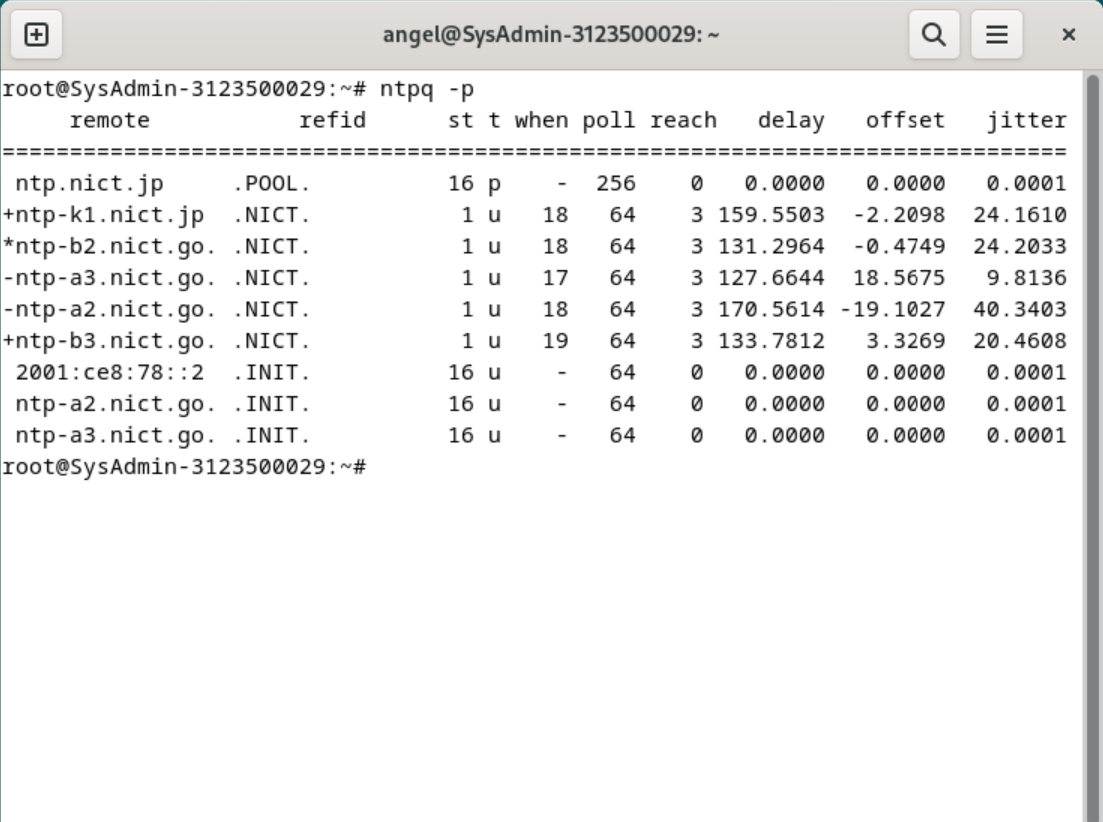 angel@SysAdmin-3123500029: ~
root@SysAdmin-3123500029:~# ntpq -p
     remote           refid      st t when poll reach   delay   offset   jitter
===============================================================================
 ntp.nict.jp     .POOL.          16 p    -  256    0   0.0000   0.0000   0.0001
+ntp-k1.nict.jp  .NICT.           1 u   18   64    3 159.5503  -2.2098  24.1610
*ntp-b2.nict.go. .NICT.           1 u   18   64    3 131.2964  -0.4749  24.2033
-ntp-a3.nict.go. .NICT.           1 u   17   64    3 127.6644  18.5675   9.8136
-ntp-a2.nict.go. .NICT.           1 u   18   64    3 170.5614 -19.1027  40.3403
+ntp-b3.nict.go. .NICT.           1 u   19   64    3 133.7812   3.3269  20.4608
 2001:ce8:78::2  .INIT.          16 u    -   64    0   0.0000   0.0000   0.0001
 ntp-a2.nict.go. .INIT.          16 u    -   64    0   0.0000   0.0000   0.0001
 ntp-a3.nict.go. .INIT.          16 u    -   64    0   0.0000   0.0000   0.0001
root@SysAdmin-3123500029:~#